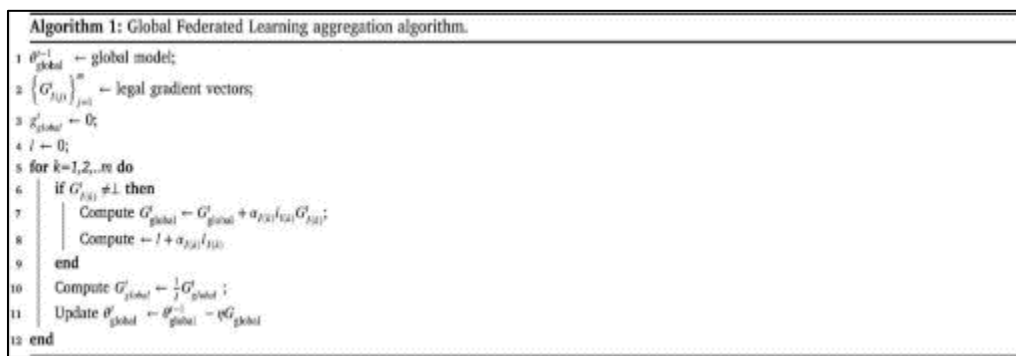 Algorithm 1: Global Federated Learning aggregation algorithm.
1 θ^{t-1}_{global} ← global model;
2 {G^t_{J(j)}}^m_{j=1} ← legal gradient vectors;
3 g^t_{global} ← 0;
4 l ← 0;
5 for k=1,2,..m do
6 if G^t_{J(k)} ≠⊥ then
7 Compute G^t_{global} ← G^t_{global} + α_{J(k)} l_{J(k)} G^t_{J(k)};
8 Compute ← l + α_{J(k)} l_{J(k)}
9 end
10 Compute G^t_{global} ← \frac{1}{l} G^t_{global} ;
11 Update θ^t_{global} ← θ^{t-1}_{global} − ηG_{global}
12 end